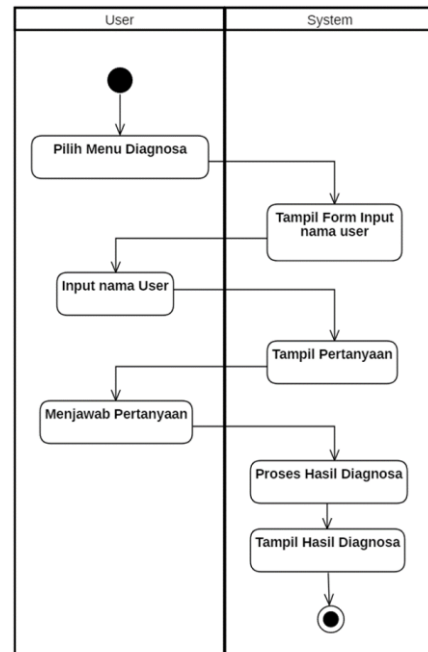 User
System
Pilih Menu Diagnosa
Tampil Form Input
nama user
Input nama User
Tampil Pertanyaan
Menjawab Pertanyaan
Proses Hasil Diagnosa
Tampil Hasil Diagnosa